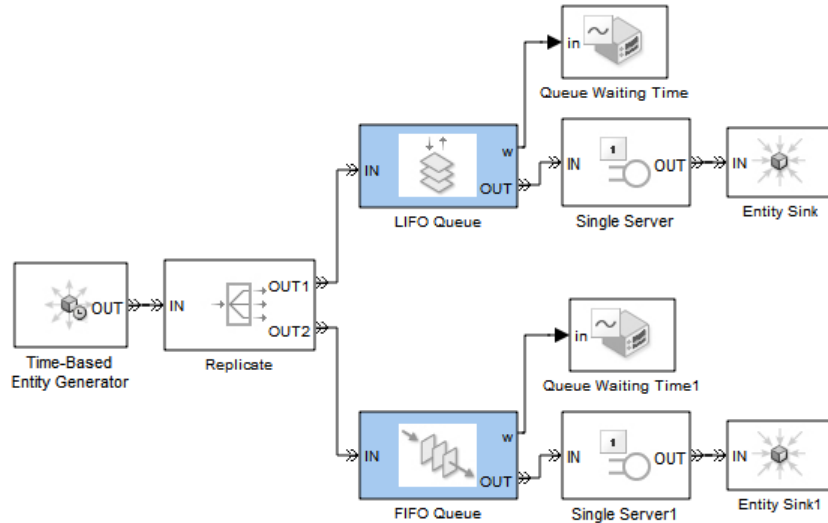 in
Queue Waiting Time
IN
w
OUT
LIFO Queue
IN
1
OUT
Single Server
IN
Entity Sink
OUT
Time-Based
Entity Generator
IN
OUT1
OUT2
Replicate
in
Queue Waiting Time1
IN
w
OUT
FIFO Queue
IN
1
OUT
Single Server1
IN
Entity Sink1